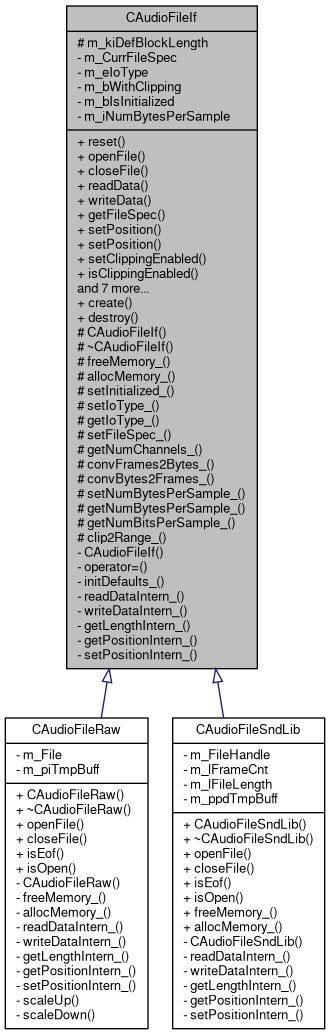 CAudioFileIf
# m_kiDefBlockLength
- m_CurrFileSpec
- m_eIoType
- m_bWithClipping
- m_bIsInitialized
- m_iNumBytesPerSample
+ reset()
+ openFile()
+ closeFile()
+ readData()
+ writeData()
+ getFileSpec()
+ setPosition()
+ setPosition()
+ setClippingEnabled()
+ isClippingEnabled()
and 7 more...
+ create()
+ destroy()
# CAudioFileIf()
# ~CAudioFileIf()
# freeMemory_()
# allocMemory_()
# setInitialized_()
# setIoType_()
# getIoType_()
# setFileSpec_()
# getNumChannels_()
# convFrames2Bytes_()
# convBytes2Frames_()
# setNumBytesPerSample_()
# getNumBytesPerSample_()
# getNumBitsPerSample_()
# clip2Range_()
- CAudioFileIf()
- operator=()
- initDefaults_()
- readDataIntern_()
- writeDataIntern_()
- getLengthIntern_()
- getPositionIntern_()
- setPositionIntern_()
CAudioFileRaw
- m_File
- m_piTmpBuff
+ CAudioFileRaw()
+ ~CAudioFileRaw()
+ openFile()
+ closeFile()
+ isEof()
+ isOpen()
- CAudioFileRaw()
- freeMemory_()
- allocMemory_()
- readDataIntern_()
- writeDataIntern_()
- getLengthIntern_()
- getPositionIntern_()
- setPositionIntern_()
- scaleUp()
- scaleDown()
CAudioFileSndLib
- m_FileHandle
- m_lFrameCnt
- m_lFileLength
- m_ppdTmpBuff
+ CAudioFileSndLib()
+ ~CAudioFileSndLib()
+ openFile()
+ closeFile()
+ isEof()
+ isOpen()
+ freeMemory_()
+ allocMemory_()
- CAudioFileSndLib()
- readDataIntern_()
- writeDataIntern_()
- getLengthIntern_()
- getPositionIntern_()
- setPositionIntern_()